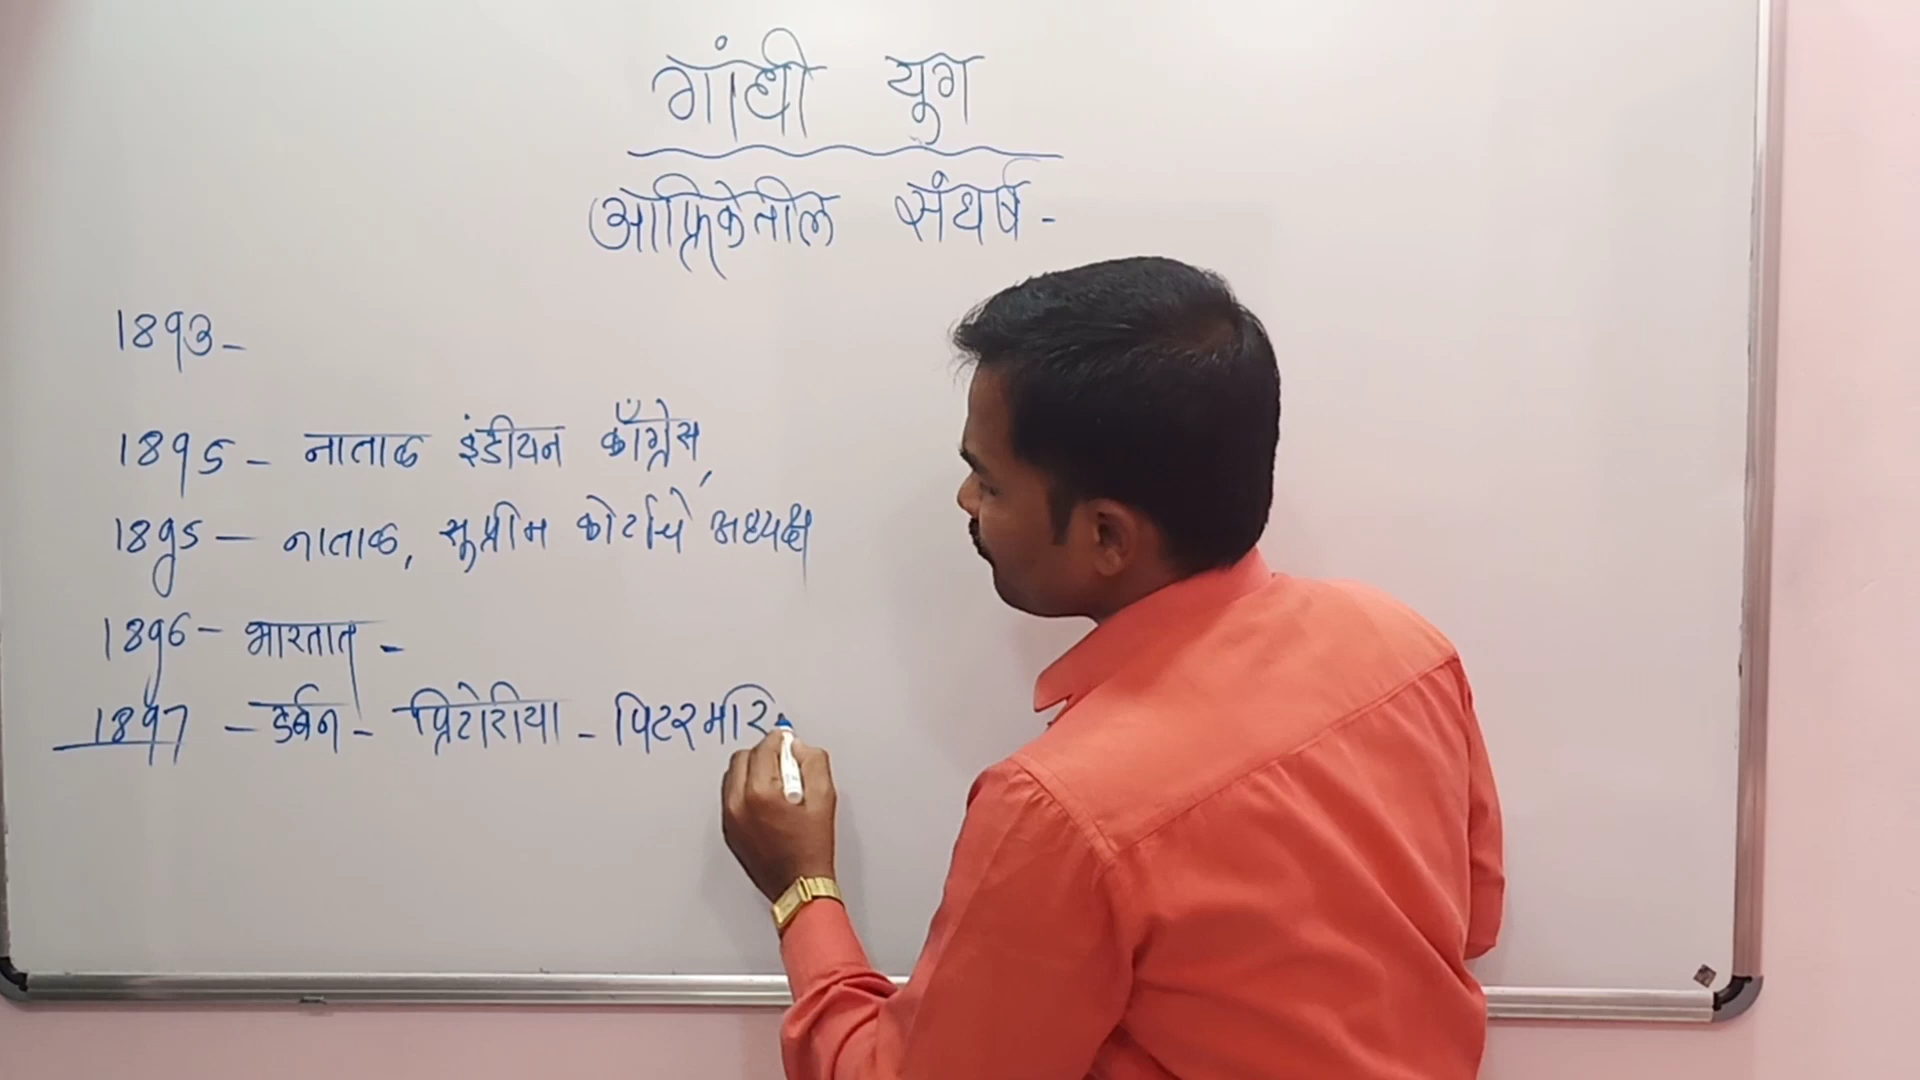 गांधी युग
आफ्रिकेतील संघर्ष -
1893 -
1895 - नाताळ इंडीयन काँग्रेस,
1895 - नाताळ, सुप्रीम कोर्टाचे अध्यक्ष
1896 - भारतात -
1897 - डर्बन - प्रिटोरीया - पिटरमारि